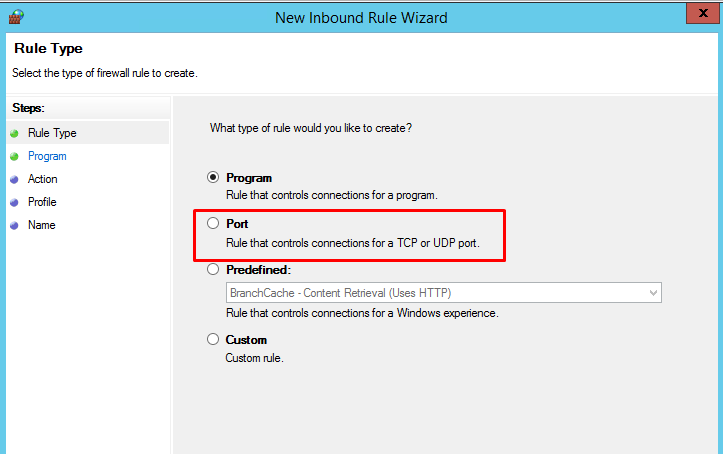 New Inbound Rule Wizard
x
Rule Type
Select the type of firewall rule to create.
Steps:
Rule Type
Program
Action
Profile
Name
What type of rule would you like to create?
Program
Rule that controls connections for a program.
Port
Rule that controls connections for a TCP or UDP port.
Predefined:
BranchCache - Content Retrieval (Uses HTTP)
Rule that controls connections for a Windows experience.
Custom
Custom rule.